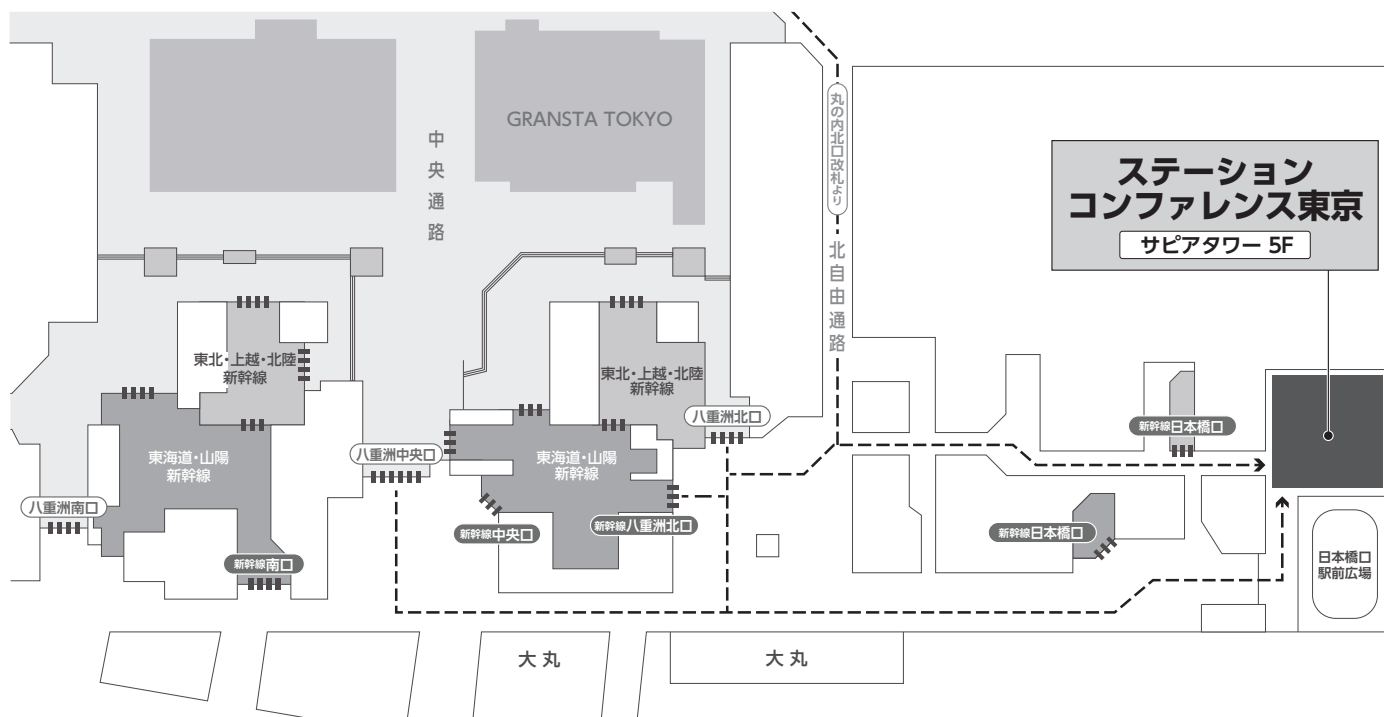 GRANSTA TOKYO
中央通路
丸の内北口改札より
北自由通路
ステーション
コンファレンス東京
サピアタワー 5F
東北・上越・北陸
新幹線
東北・上越・北陸
新幹線
八重洲北口
新幹線日本橋口
東海道・山陽
新幹線
八重洲中央口
東海道・山陽
新幹線
八重洲南口
新幹線中央口
新幹線八重洲北口
新幹線日本橋口
新幹線南口
日本橋口
駅前広場
大丸
大丸